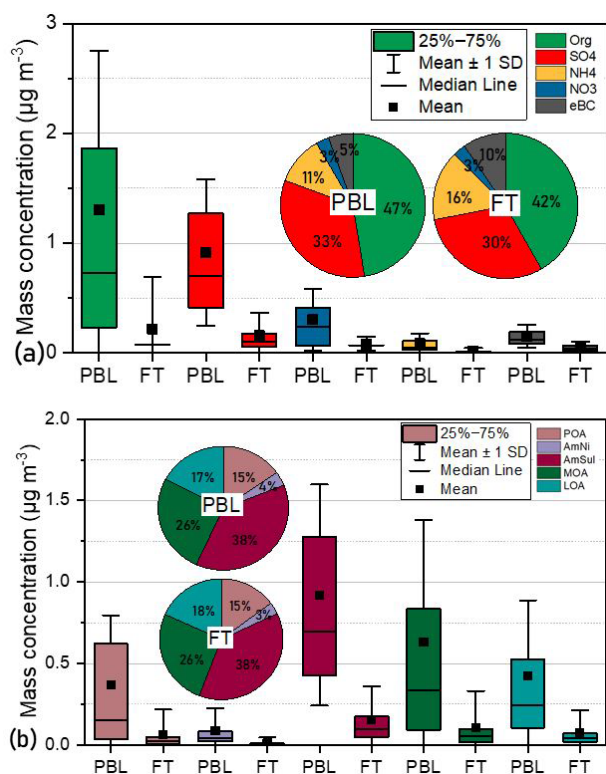 3
2
1
0
Mass concentration (µg m⁻³)
(a)
25%–75%
Mean ± 1 SD
Median Line
Mean
Org
SO4
NH4
NO3
eBC
5%
3%
11%
PBL
47%
33%
10%
3%
16%
FT
42%
30%
PBL FT PBL FT PBL FT PBL FT PBL FT
2.0
1.5
1.0
0.5
0.0
Mass concentration (µg m⁻³)
(b)
25%–75%
Mean ± 1 SD
Median Line
Mean
POA
AmNi
AmSul
MOA
LOA
17%
15%
PBL
4%
26%
38%
18%
15%
FT
3%
26%
38%
PBL FT PBL FT PBL FT PBL FT PBL FT